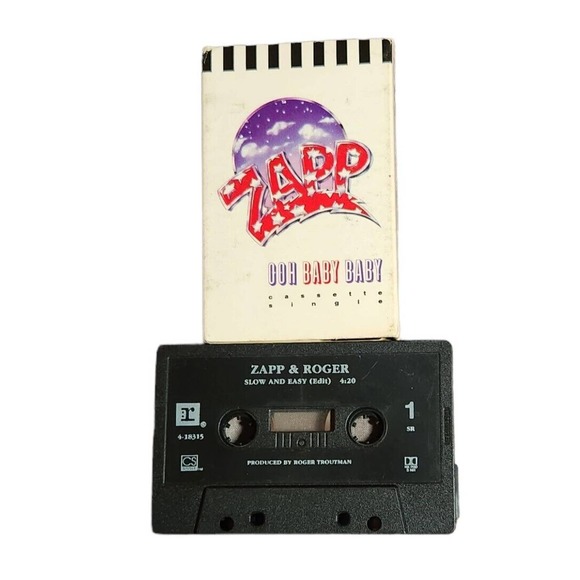 ZAPP
OOH BABY BABY
cassette
single
ZAPP & ROGER
SLOW AND EASY (Edit) 4:20
r
1
4-18315
SR
CS
PRODUCED BY ROGER TROUTMAN